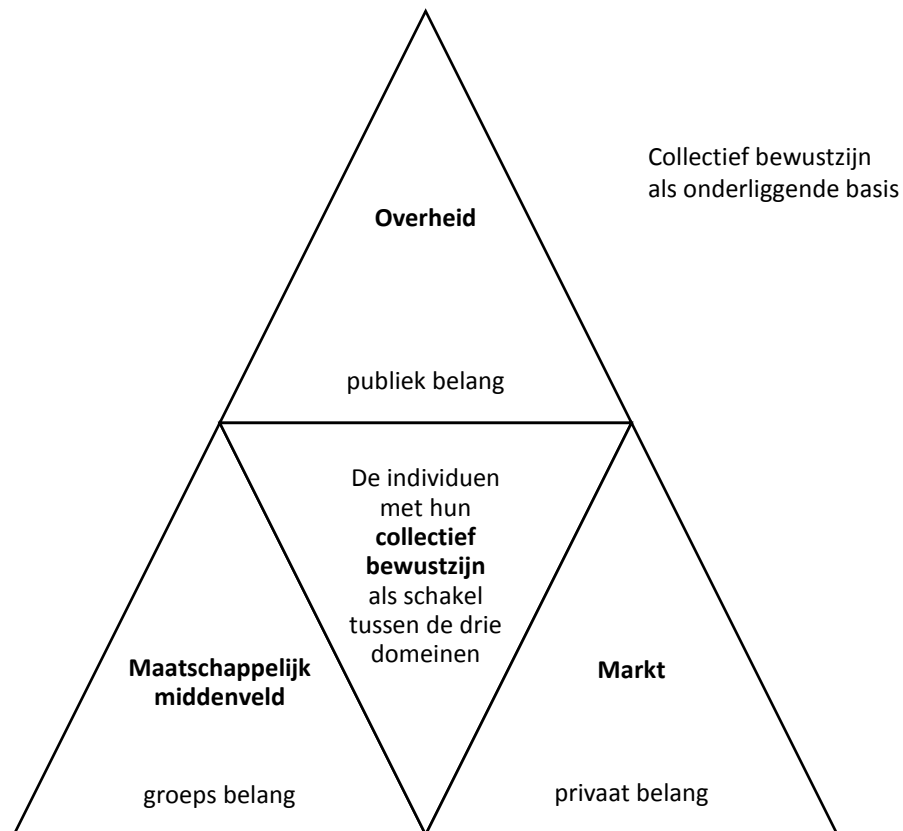 Collectief bewustzijn
als onderliggende basis
Overheid
publiek belang
De individuen
met hun
collectief
bewustzijn
als schakel
tussen de drie
domeinen
Maatschappelijk
middenveld
groeps belang
Markt
privaat belang